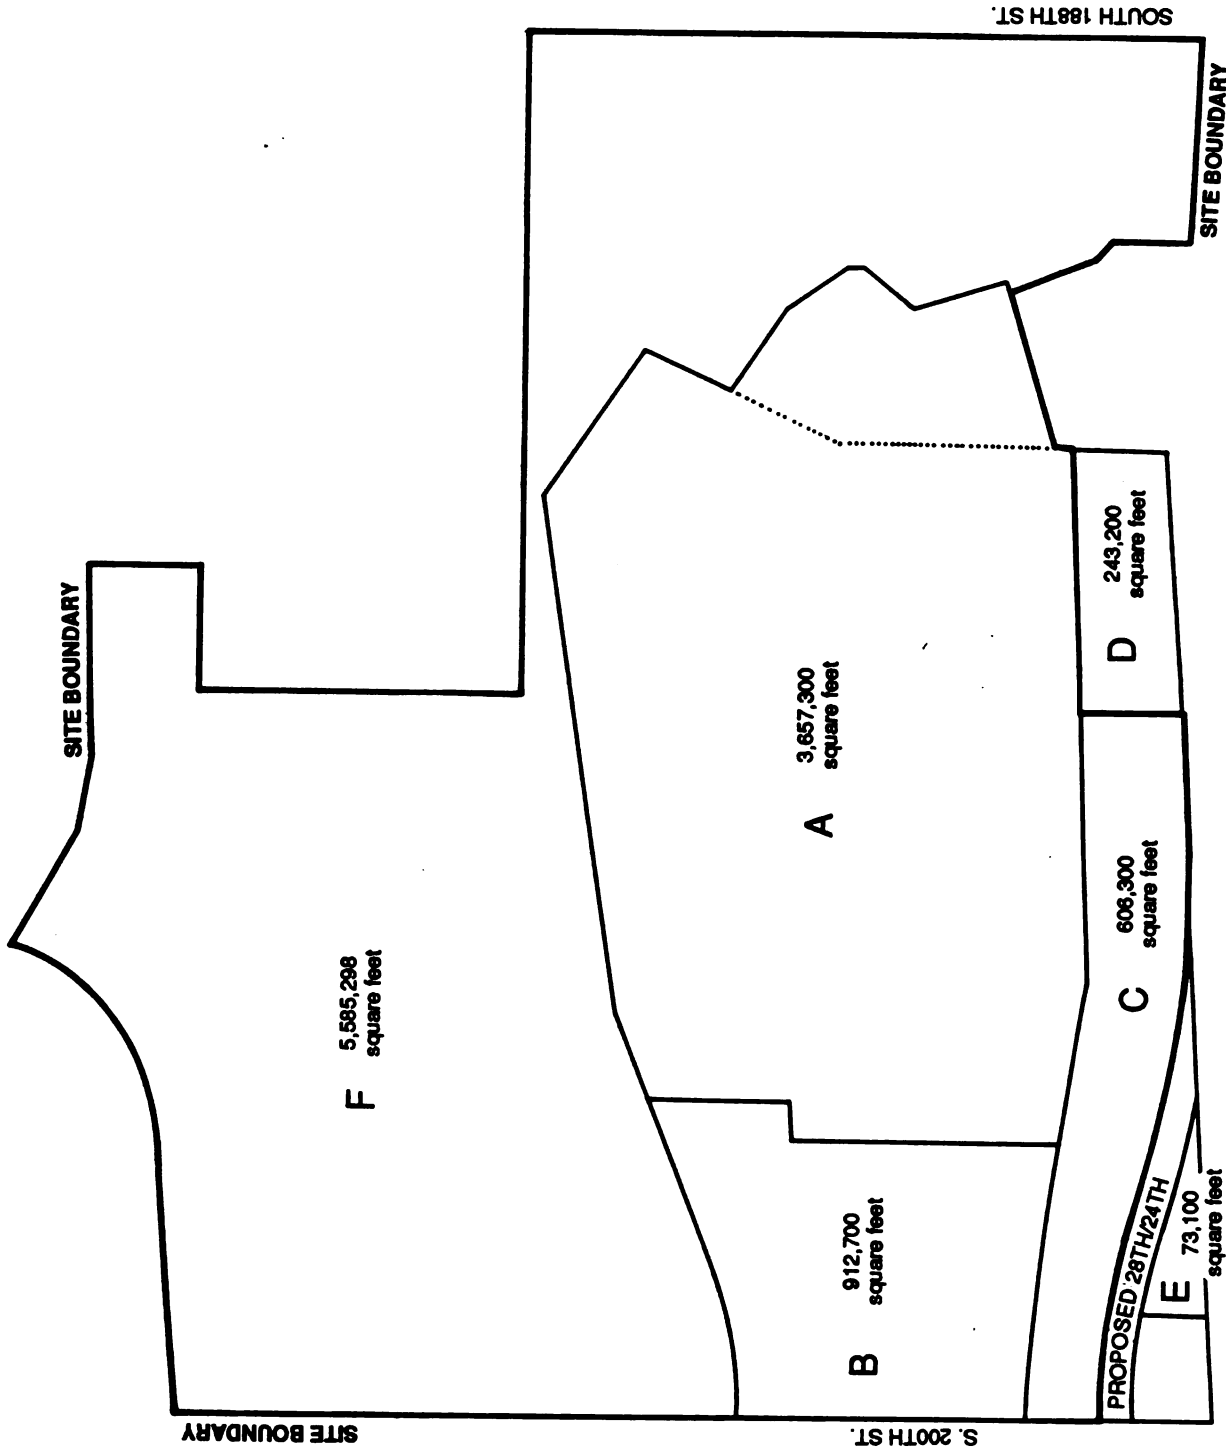 SOUTH 188TH ST.
SITE BOUNDARY
SITE BOUNDARY
F 5,585,298
square feet
A 3,657,300
square feet
D 243,200
square feet
C 606,300
square feet
B 912,700
square feet
PROPOSED 28TH/24TH
E 73,100
square feet
SITE BOUNDARY
S. 200TH ST.